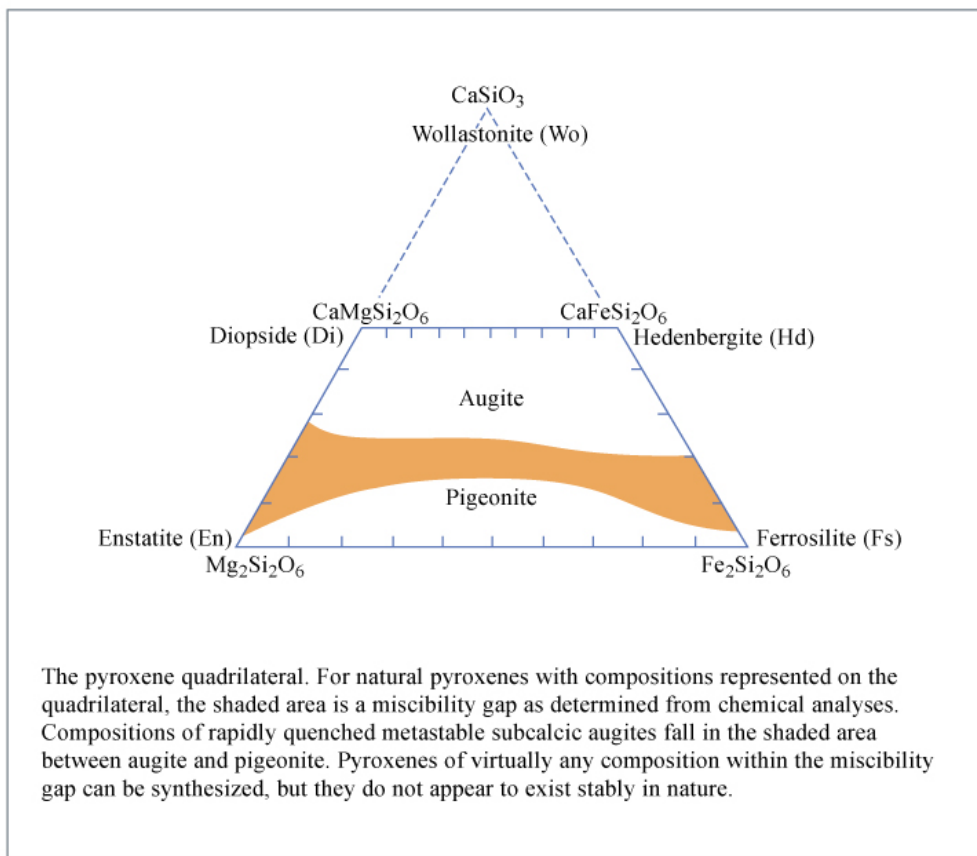 CaSiO₃
Wollastonite (Wo)
CaMgSi₂O₆
CaFeSi₂O₆
Diopside (Di)
Hedenbergite (Hd)
Augite
Pigeonite
Enstatite (En)
Ferrosilite (Fs)
Mg₂Si₂O₆
Fe₂Si₂O₆
The pyroxene quadrilateral. For natural pyroxenes with compositions represented on the
quadrilateral, the shaded area is a miscibility gap as determined from chemical analyses.
Compositions of rapidly quenched metastable subcalcic augites fall in the shaded area
between augite and pigeonite. Pyroxenes of virtually any composition within the miscibility
gap can be synthesized, but they do not appear to exist stably in nature.